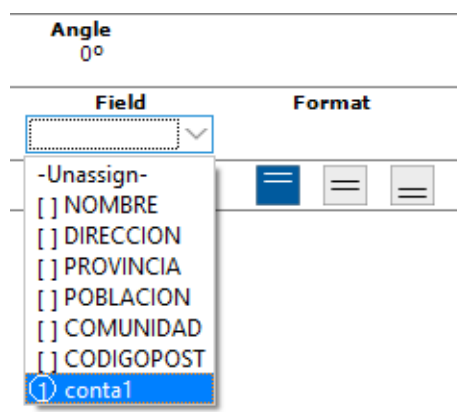 Angle
0º
Field Format
-Unassign-
[ ] NOMBRE
[ ] DIRECCION
[ ] PROVINCIA
[ ] POBLACION
[ ] COMUNIDAD
[ ] CODIGOPOST
① conta1